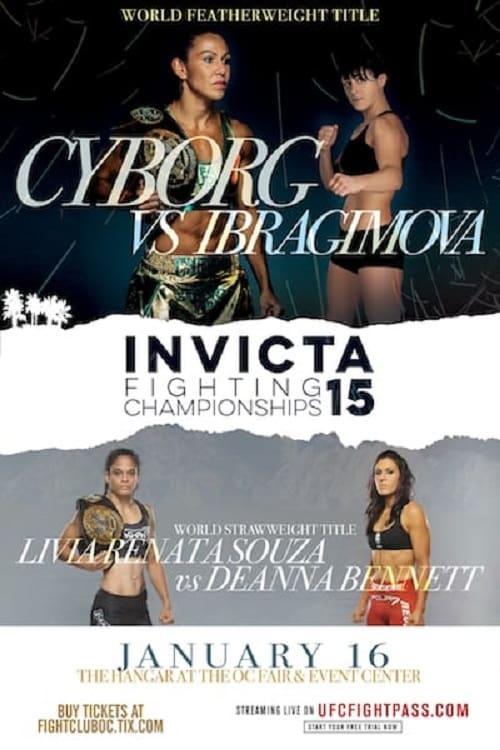 WORLD FEATHERWEIGHT TITLE
CYBORG
VS IBRAGIMOVA
INVICTA
FIGHTING
CHAMPIONSHIPS 15
WORLD STRAWWEIGHT TITLE
LIVIA RENATA SOUZA
vs DEANNA BENNETT
JANUARY 16
THE HANGAR AT THE OC FAIR & EVENT CENTER
BUY TICKETS AT
FIGHTCLUBOC.TIX.COM
STREAMING LIVE ON UFCFIGHTPASS.COM
START YOUR FREE TRIAL NOW